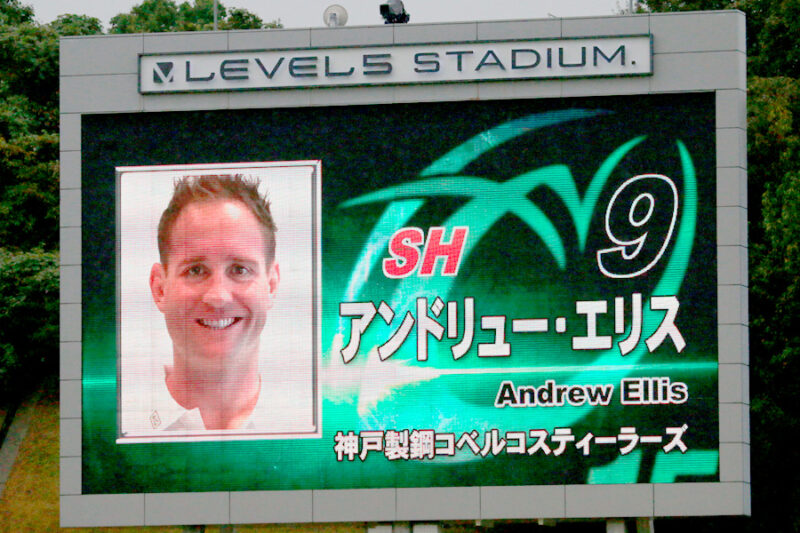 LEVEL5 STADIUM.
SH 9
アンドリュー・エリス
Andrew Ellis
神戸製鋼コベルコスティーラーズ